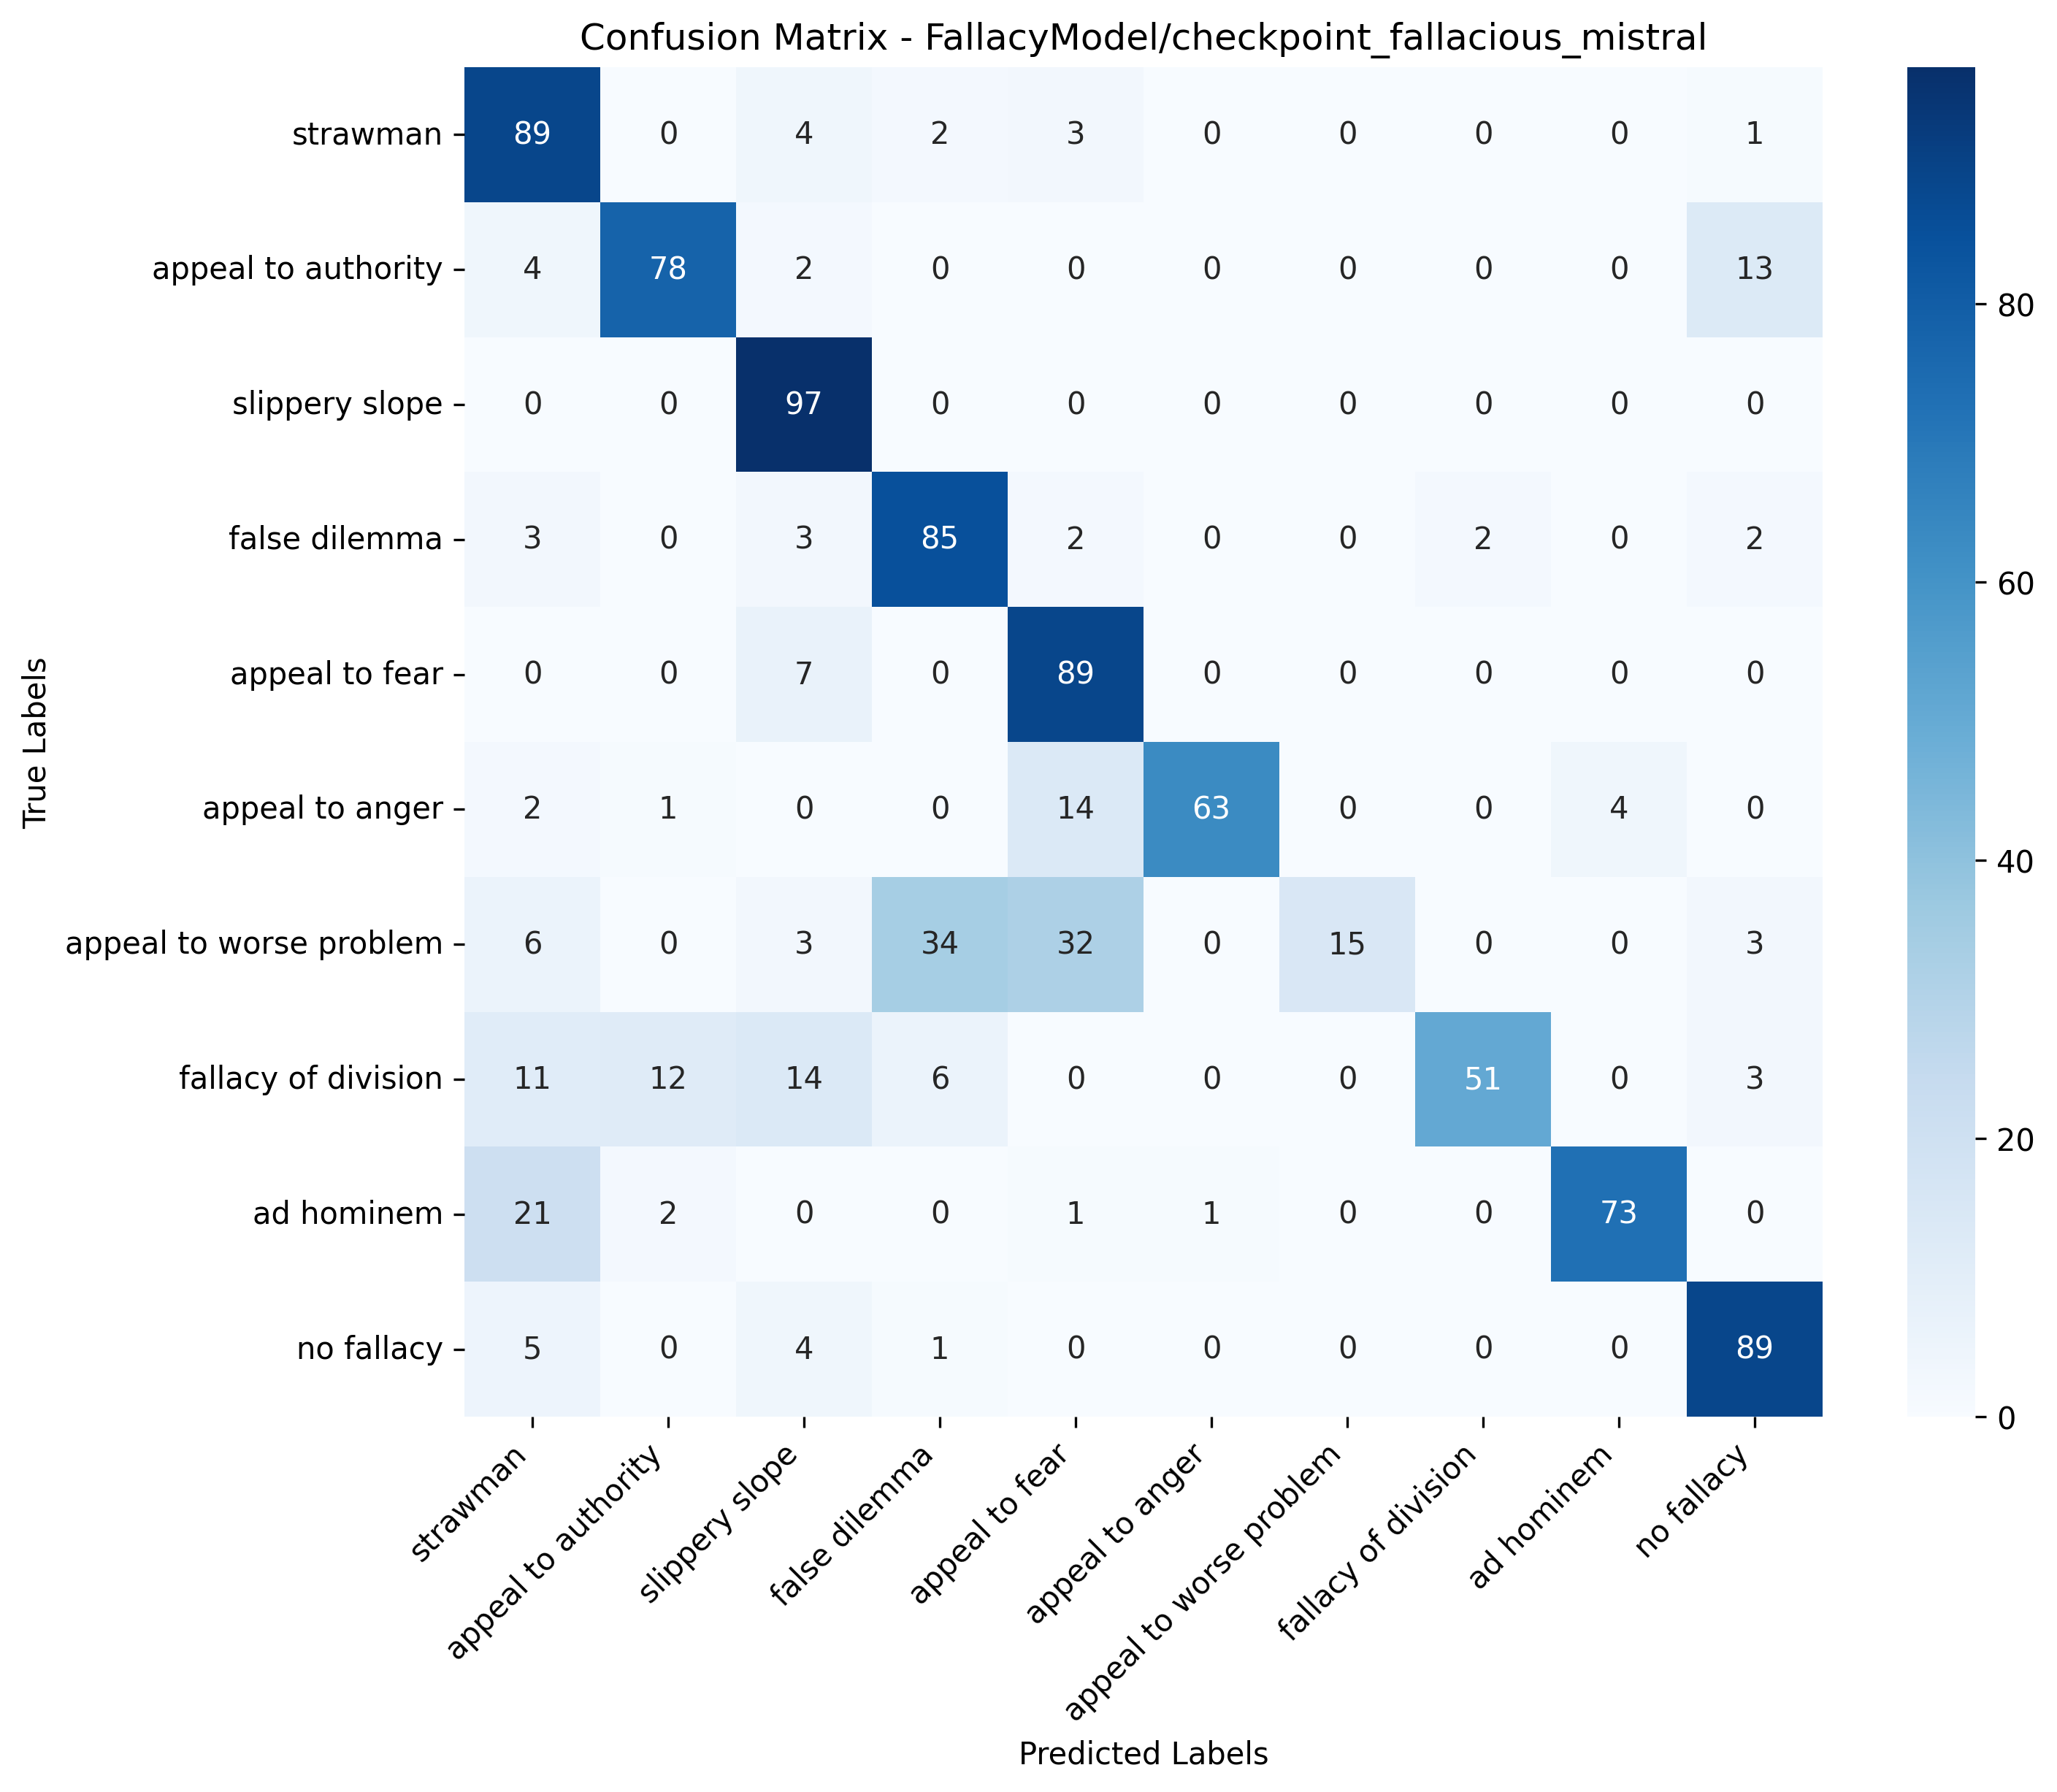 Confusion Matrix - FallacyModel/checkpoint_fallacious_mistral
True Labels
strawman 89 0 4 2 3 0 0 0 0 1
appeal to authority 4 78 2 0 0 0 0 0 0 13
slippery slope 0 0 97 0 0 0 0 0 0 0
false dilemma 3 0 3 85 2 0 0 2 0 2
appeal to fear 0 0 7 0 89 0 0 0 0 0
appeal to anger 2 1 0 0 14 63 0 0 4 0
appeal to worse problem 6 0 3 34 32 0 15 0 0 3
fallacy of division 11 12 14 6 0 0 0 51 0 3
ad hominem 21 2 0 0 1 1 0 0 73 0
no fallacy 5 0 4 1 0 0 0 0 0 89
strawman
appeal to authority
slippery slope
false dilemma
appeal to fear
appeal to anger
appeal to worse problem
fallacy of division
ad hominem
no fallacy
Predicted Labels
80
60
40
20
0